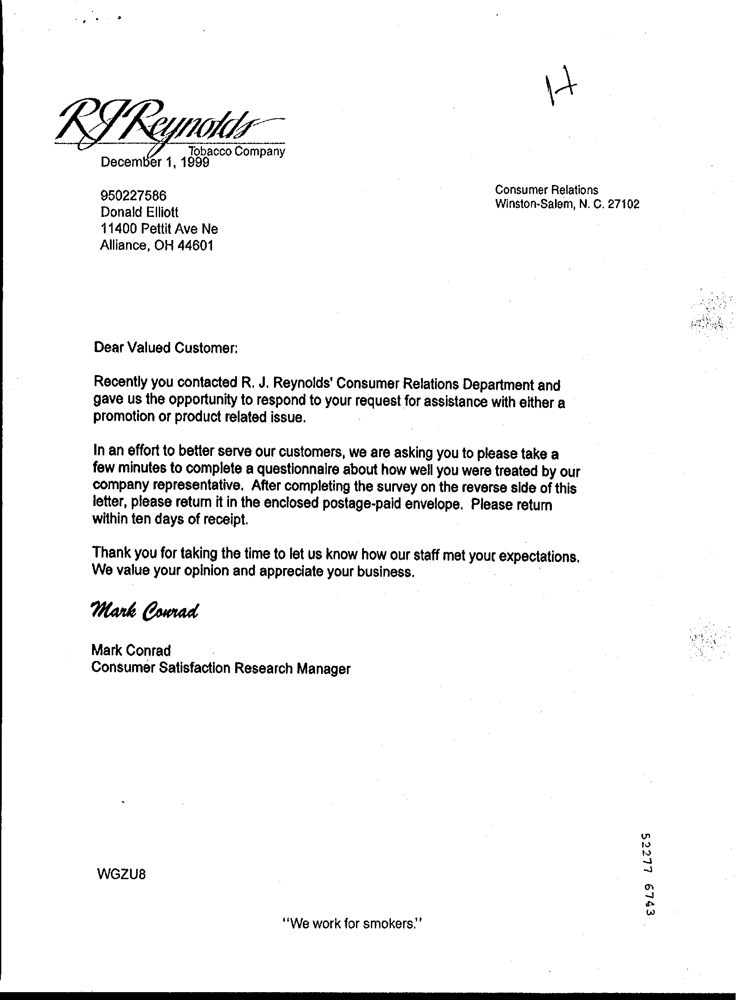 RJReynolds
Tobacco Company
December 1, 1999
950227586
Donald Elliott
11400 Pettit Ave Ne
Alliance, OH 44601
Consumer Relations
Winston-Salem, N. C. 27102
Dear Valued Customer:
Recently you contacted R. J. Reynolds' Consumer Relations Department and
gave us the opportunity to respond to your request for assistance with either a
promotion or product related issue.
In an effort to better serve our customers, we are asking you to please take a
few minutes to complete a questionnaire about how well you were treated by our
company representative. After completing the survey on the reverse side of this
letter, please return it in the enclosed postage-paid envelope. Please return
within ten days of receipt.
Thank you for taking the time to let us know how our staff met your expectations.
We value your opinion and appreciate your business.
Mark Conrad
Mark Conrad
Consumer Satisfaction Research Manager
WGZU8
52277 6743
"We work for smokers."